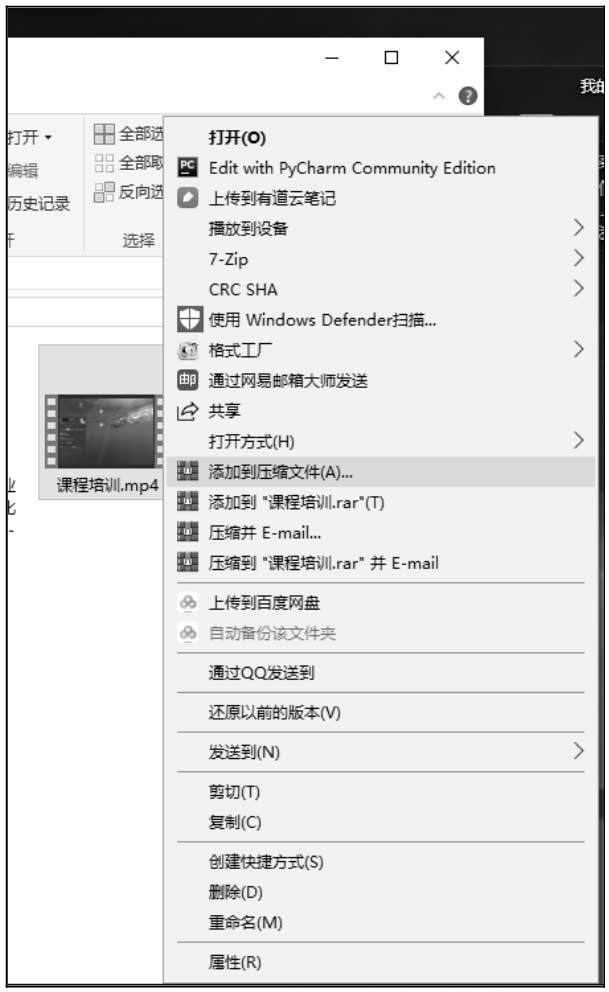 我的
打开
编辑
历史记录
开
全部选
全部取
反向选
选择
课程培训.mp4
打开(O)
Edit with PyCharm Community Edition
上传到有道云笔记
播放到设备
7-Zip
CRC SHA
使用 Windows Defender扫描...
格式工厂
通过网易邮箱大师发送
共享
打开方式(H)
添加到压缩文件(A)...
添加到 "课程培训.rar"(T)
压缩并 E-mail...
压缩到 "课程培训.rar" 并 E-mail
上传到百度网盘
自动备份该文件夹
通过QQ发送到
还原以前的版本(V)
发送到(N)
剪切(T)
复制(C)
创建快捷方式(S)
删除(D)
重命名(M)
属性(R)